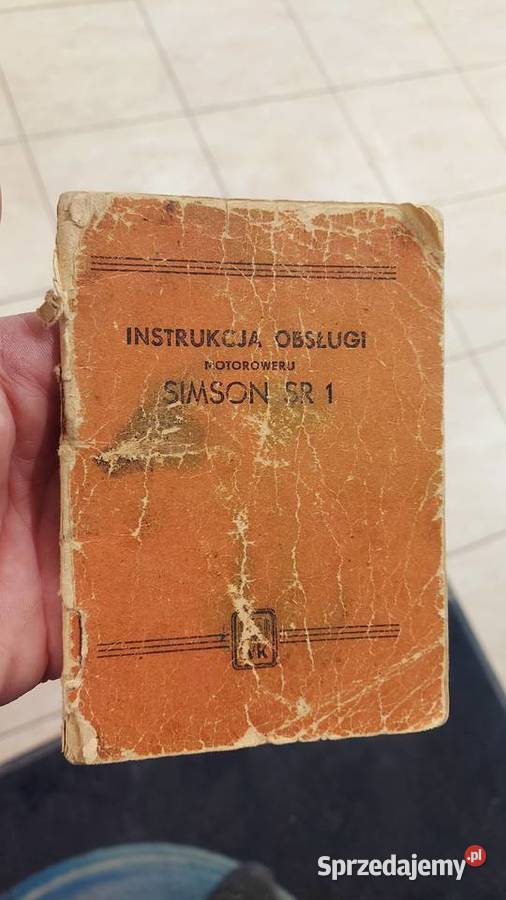 INSTRUKCJA OBSŁUGI
MOTOROWERU
SIMSON SR 1
Sprzedajemy.pl